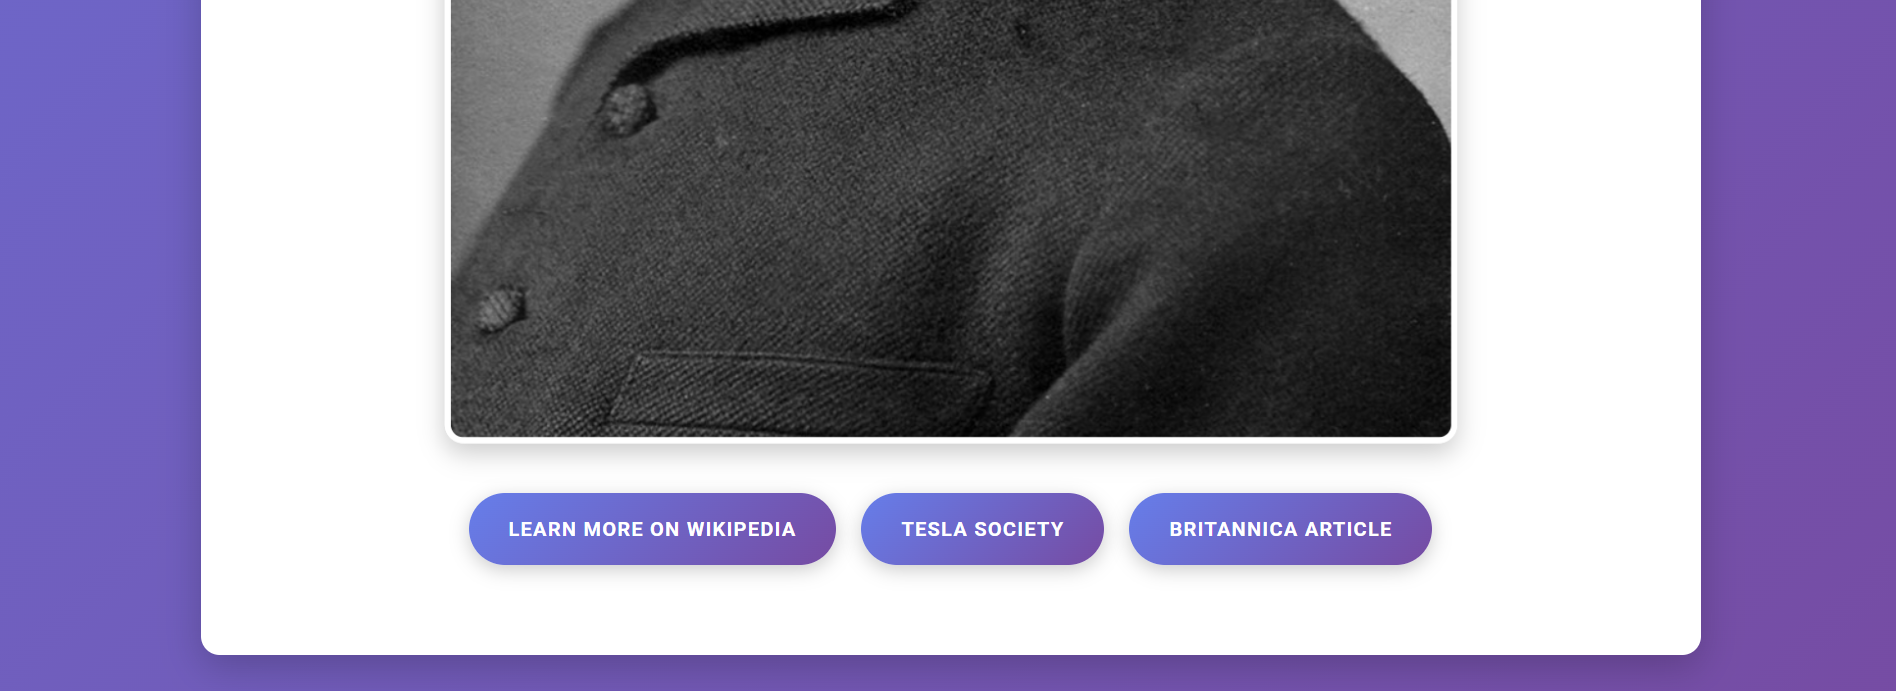 LEARN MORE ON WIKIPEDIA
TESLA SOCIETY
BRITANNICA ARTICLE